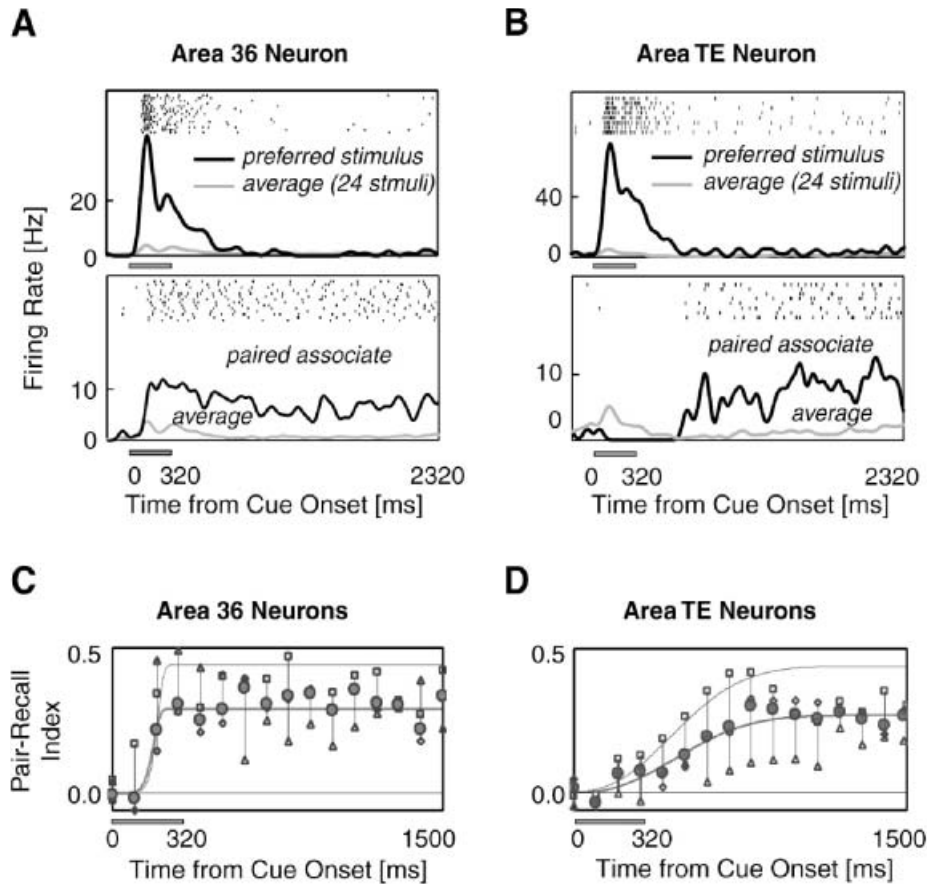 A
Area 36 Neuron
preferred stimulus
average (24 stmuli)
20
0
Firing Rate [Hz]
paired associate
10
average
0
0 320 2320
Time from Cue Onset [ms]
B
Area TE Neuron
preferred stimulus
average (24 stimuli)
40
0
paired associate
10
average
0
0 320 2320
Time from Cue Onset [ms]
C
Area 36 Neurons
0.5
Pair-Recall
Index
0.0
0 320 1500
Time from Cue Onset [ms]
D
Area TE Neurons
0.5
0.0
0 320 1500
Time from Cue Onset [ms]